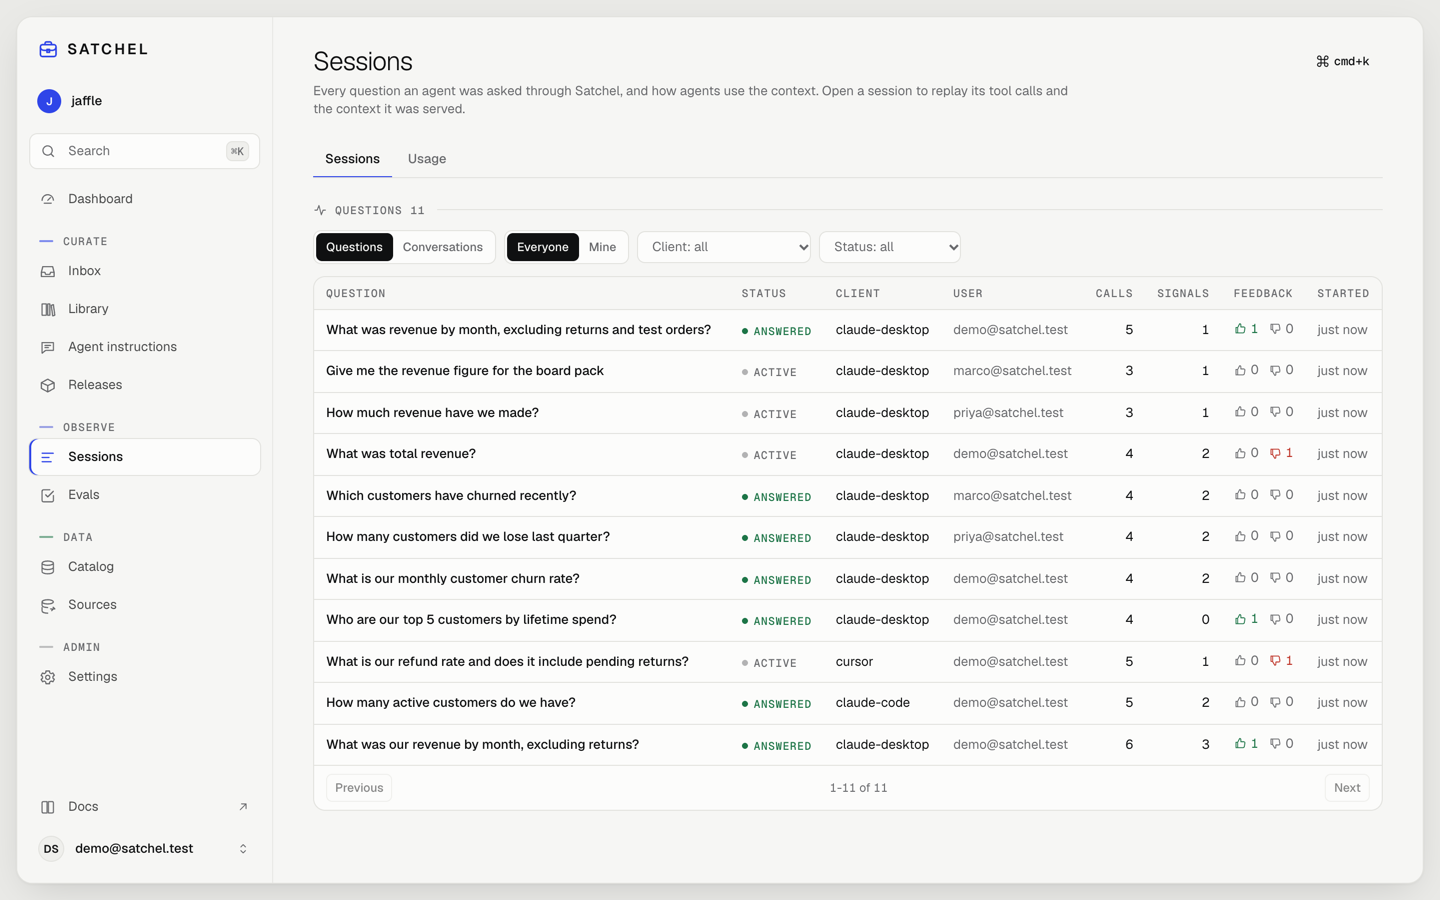 SATCHEL
J jaffle
Search ⌘K
Dashboard
CURATE
Inbox
Library
Agent instructions
Releases
OBSERVE
Sessions
Evals
DATA
Catalog
Sources
ADMIN
Settings
Docs
DS demo@satchel.test
Sessions
⌘ cmd+k
Every question an agent was asked through Satchel, and how agents use the context. Open a session to replay its tool calls and
the context it was served.
Sessions Usage
QUESTIONS 11
Questions Conversations Everyone Mine Client: all Status: all
QUESTION STATUS CLIENT USER CALLS SIGNALS FEEDBACK STARTED
What was revenue by month, excluding returns and test orders? ANSWERED claude-desktop demo@satchel.test 5 1 1 0 just now
Give me the revenue figure for the board pack ACTIVE claude-desktop marco@satchel.test 3 1 0 0 just now
How much revenue have we made? ACTIVE claude-desktop priya@satchel.test 3 1 0 0 just now
What was total revenue? ACTIVE claude-desktop demo@satchel.test 4 2 0 1 just now
Which customers have churned recently? ANSWERED claude-desktop marco@satchel.test 4 2 0 0 just now
How many customers did we lose last quarter? ANSWERED claude-desktop priya@satchel.test 4 2 0 0 just now
What is our monthly customer churn rate? ANSWERED claude-desktop demo@satchel.test 4 2 0 0 just now
Who are our top 5 customers by lifetime spend? ANSWERED claude-desktop demo@satchel.test 4 0 1 0 just now
What is our refund rate and does it include pending returns? ACTIVE cursor demo@satchel.test 5 1 0 1 just now
How many active customers do we have? ANSWERED claude-code demo@satchel.test 5 2 0 0 just now
What was our revenue by month, excluding returns? ANSWERED claude-desktop demo@satchel.test 6 3 1 0 just now
Previous 1-11 of 11 Next